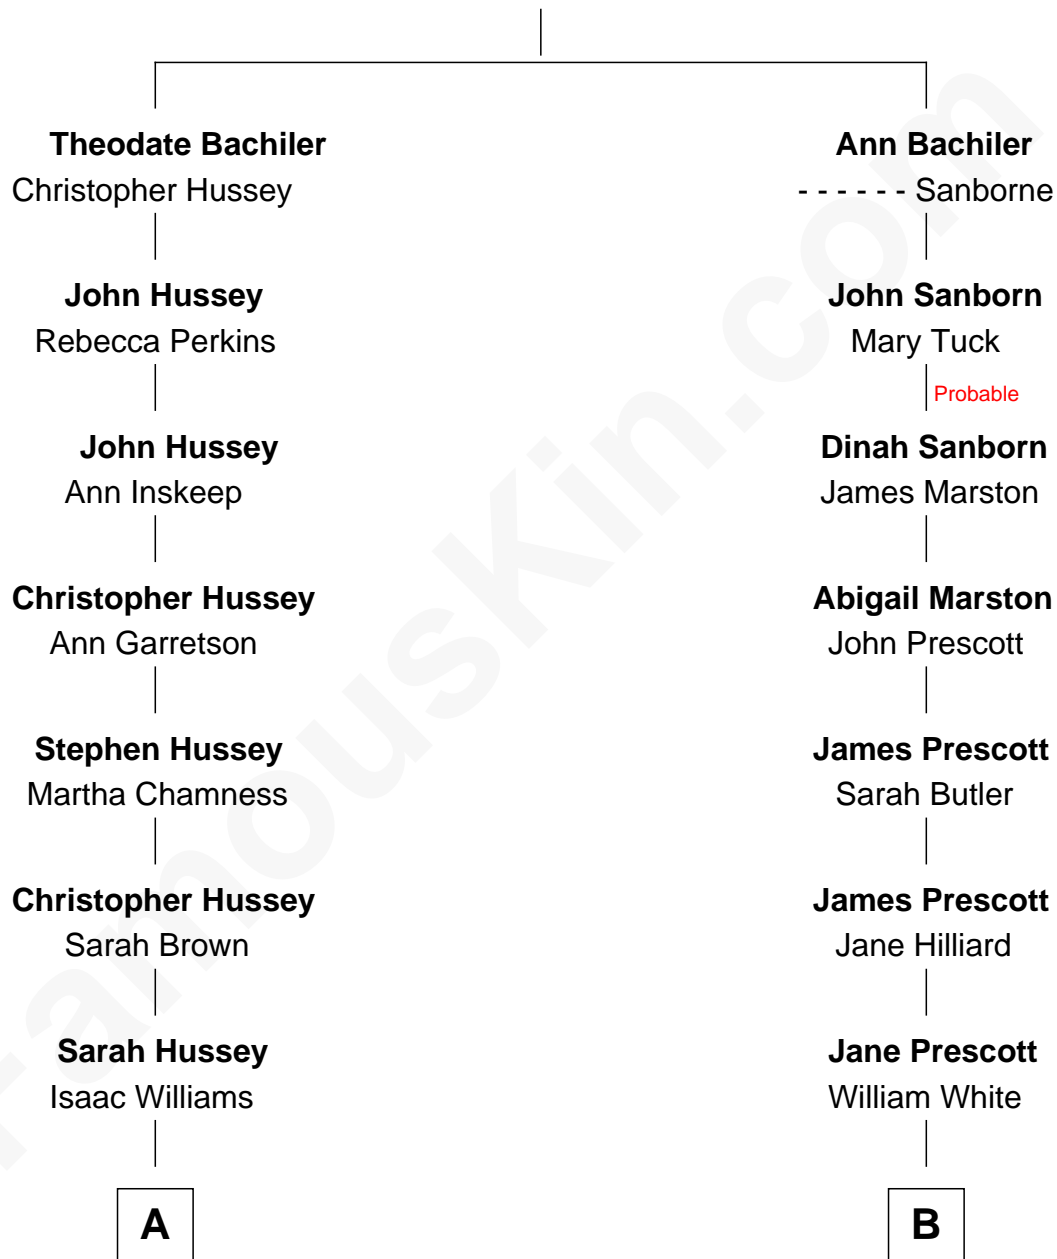 Theodate Bachiler
Christopher Hussey
Ann Bachiler
- - - - - - Sanborne
John Hussey
Rebecca Perkins
John Sanborn
Mary Tuck
Probable
John Hussey
Ann Inskeep
Dinah Sanborn
James Marston
Christopher Hussey
Ann Garretson
Abigail Marston
John Prescott
Stephen Hussey
Martha Chamness
James Prescott
Sarah Butler
Christopher Hussey
Sarah Brown
James Prescott
Jane Hilliard
Sarah Hussey
Isaac Williams
Jane Prescott
William White
A
B
FamousKin.com